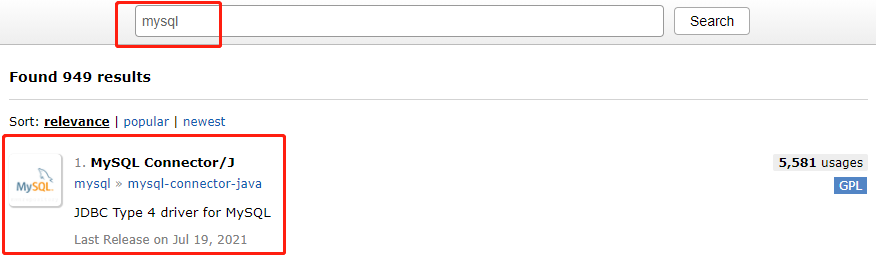 mysql Search
Found 949 results
Sort: relevance | popular | newest
1. MySQL Connector/J 5,581 usages
mysql » mysql-connector-java GPL
MySQL
JDBC Type 4 driver for MySQL
Last Release on Jul 19, 2021